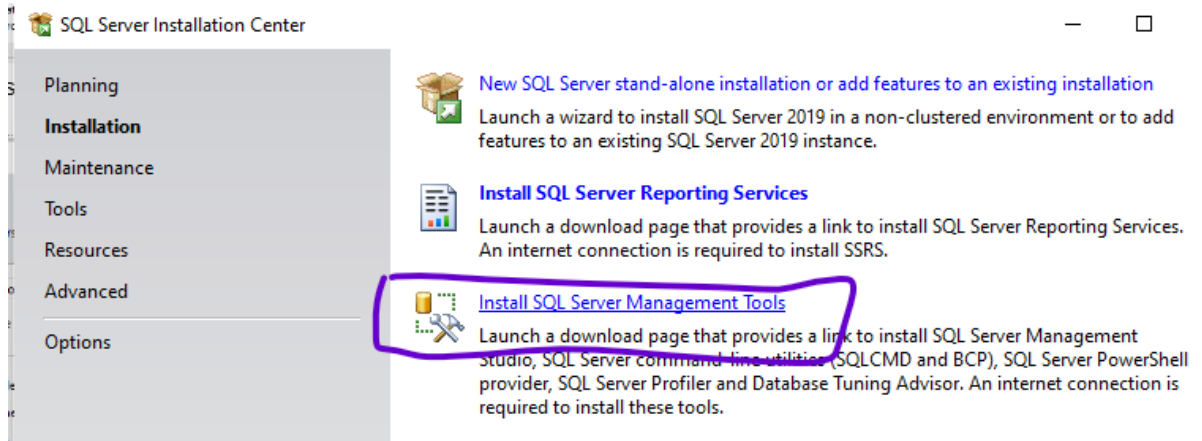 SQL Server Installation Center
Planning
Installation
Maintenance
Tools
Resources
Advanced
Options
New SQL Server stand-alone installation or add features to an existing installation
Launch a wizard to install SQL Server 2019 in a non-clustered environment or to add
features to an existing SQL Server 2019 instance.
Install SQL Server Reporting Services
Launch a download page that provides a link to install SQL Server Reporting Services.
An internet connection is required to install SSRS.
Install SQL Server Management Tools
Launch a download page that provides a link to install SQL Server Management
Studio, SQL Server command-line utilities (SQLCMD and BCP), SQL Server PowerShell
provider, SQL Server Profiler and Database Tuning Advisor. An internet connection is
required to install these tools.